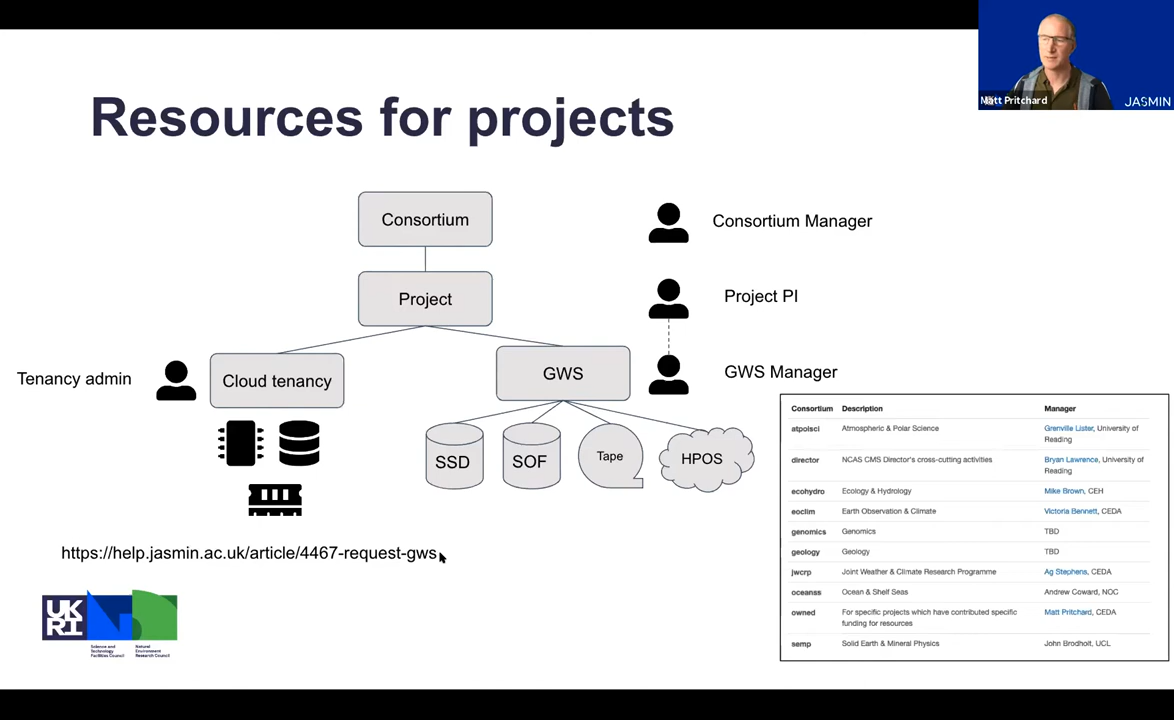 Matt Pritchard
JASMIN
Resources for projects
Consortium
Consortium Manager
Project
Project PI
Tenancy admin
Cloud tenancy
GWS
GWS Manager
SSD
SOF
Tape
HPOS
https://help.jasmin.ac.uk/article/4467-request-gws
Consortium Description Manager
atpolsci Atmospheric & Polar Science Grenville Lister, University of
Reading
director NCAS CMS Director's cross-cutting activities Bryan Lawrence, University of
Reading
ecohydro Ecology & Hydrology Mike Brown, CEH
eoclim Earth Observation & Climate Victoria Bennett, CEDA
genomics Genomics TBD
geology Geology TBD
jwcrp Joint Weather & Climate Research Programme Ag Stephens, CEDA
oceanss Ocean & Shelf Seas Andrew Coward, NOC
owned For specific projects which have contributed specific Matt Pritchard, CEDA
funding for resources
semp Solid Earth & Mineral Physics John Brodholt, UCL
UK
RI
Science and
Technology
Facilities Council
Natural
Environment
Research Council